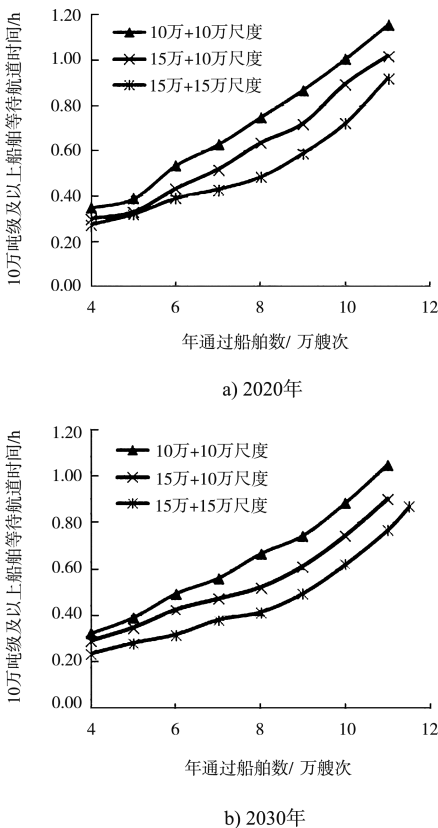 10万吨级及以上船舶等待航道时间/h
1.20
1.00
0.80
0.60
0.40
0.20
0.00
10万+10万尺度
15万+10万尺度
15万+15万尺度
4 6 8 10 12
年通过船舶数/ 万艘次
a) 2020年
10万吨级及以上船舶等待航道时间/h
1.20
1.00
0.80
0.60
0.40
0.20
0.00
10万+10万尺度
15万+10万尺度
15万+15万尺度
4 6 8 10 12
年通过船舶数/ 万艘次
b) 2030年